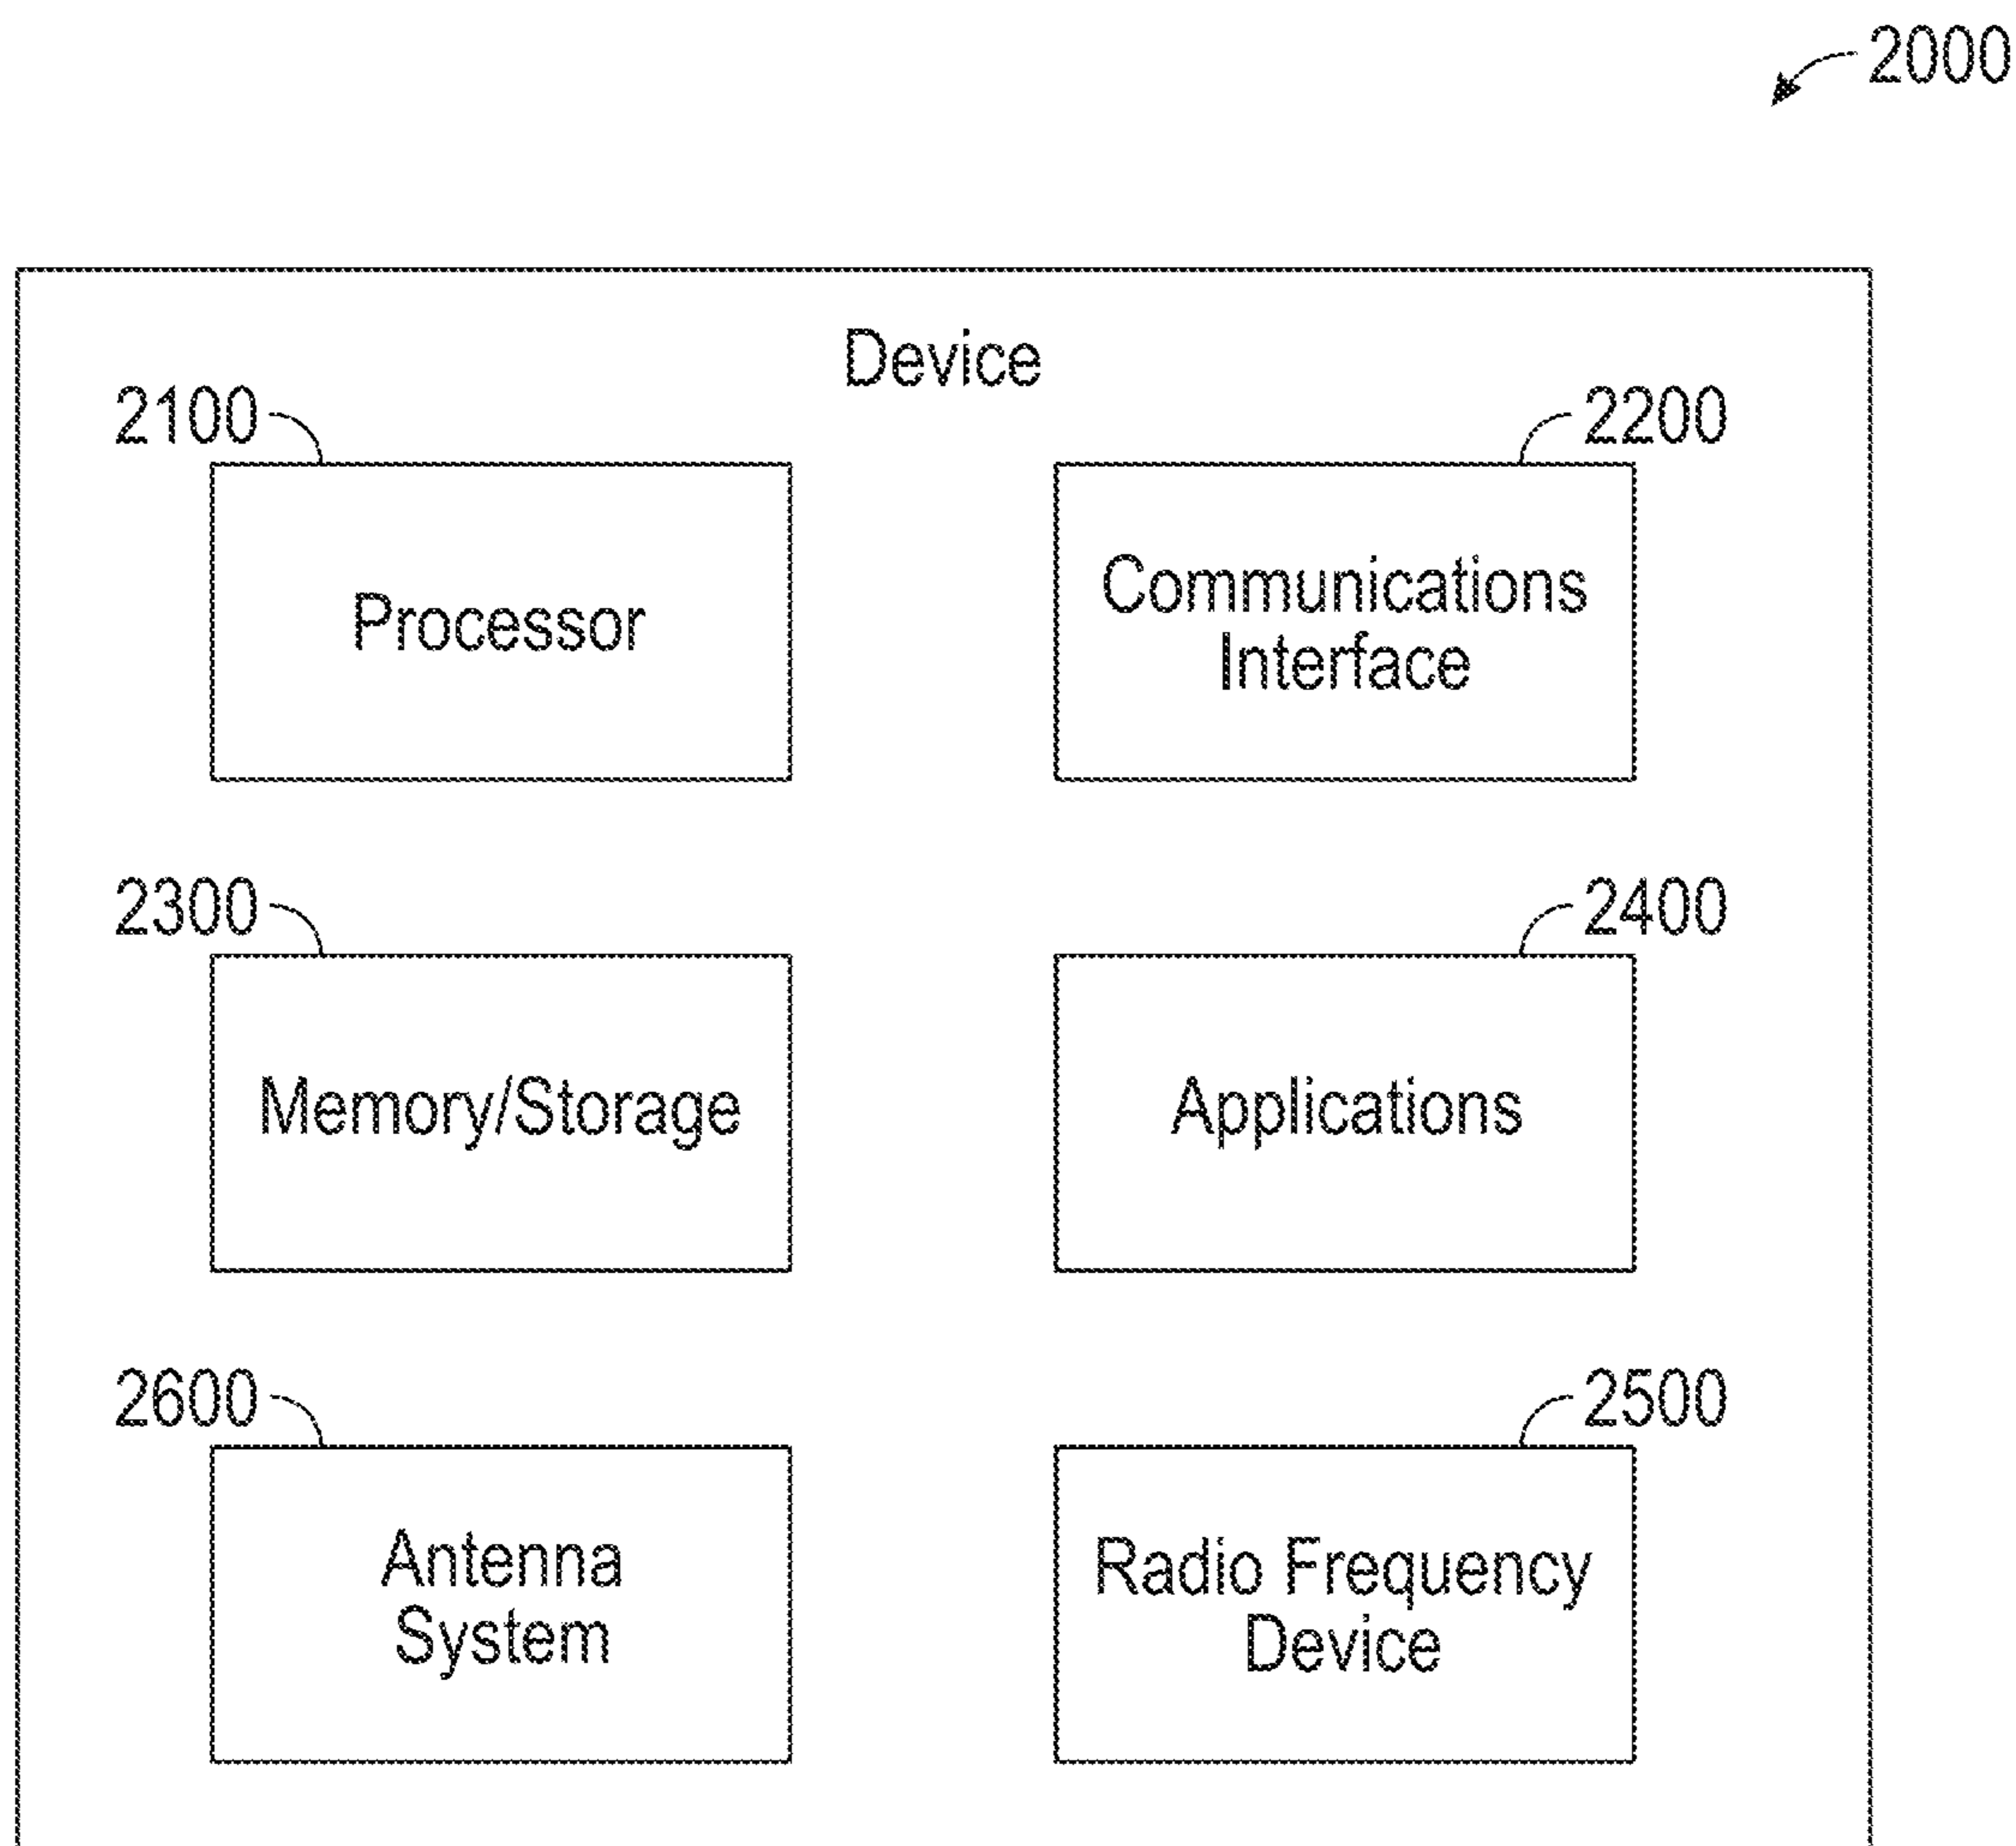 2000
Device
2100
2200
Processor
Communications
Interface
2300
2400
Memory/Storage
Applications
2600
2500
Antenna
System
Radio Frequency
Device